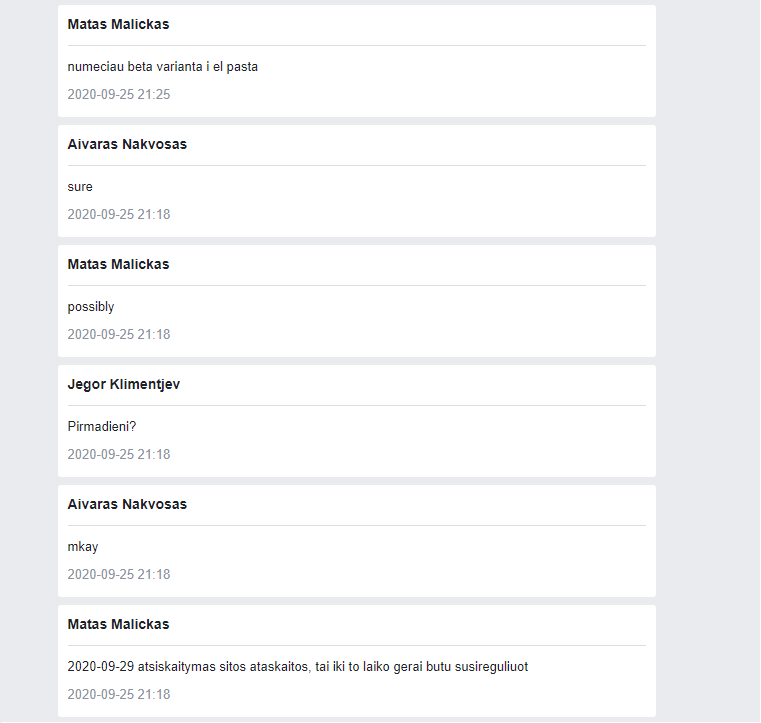 Matas Malickas
numeciau beta varianta i el pasta
2020-09-25 21:25
Aivaras Nakvosas
sure
2020-09-25 21:18
Matas Malickas
possibly
2020-09-25 21:18
Jegor Klimentjev
Pirmadieni?
2020-09-25 21:18
Aivaras Nakvosas
mkay
2020-09-25 21:18
Matas Malickas
2020-09-29 atsiskaitymas sitos ataskaitos, tai iki to laiko gerai butu susireguliuot
2020-09-25 21:18